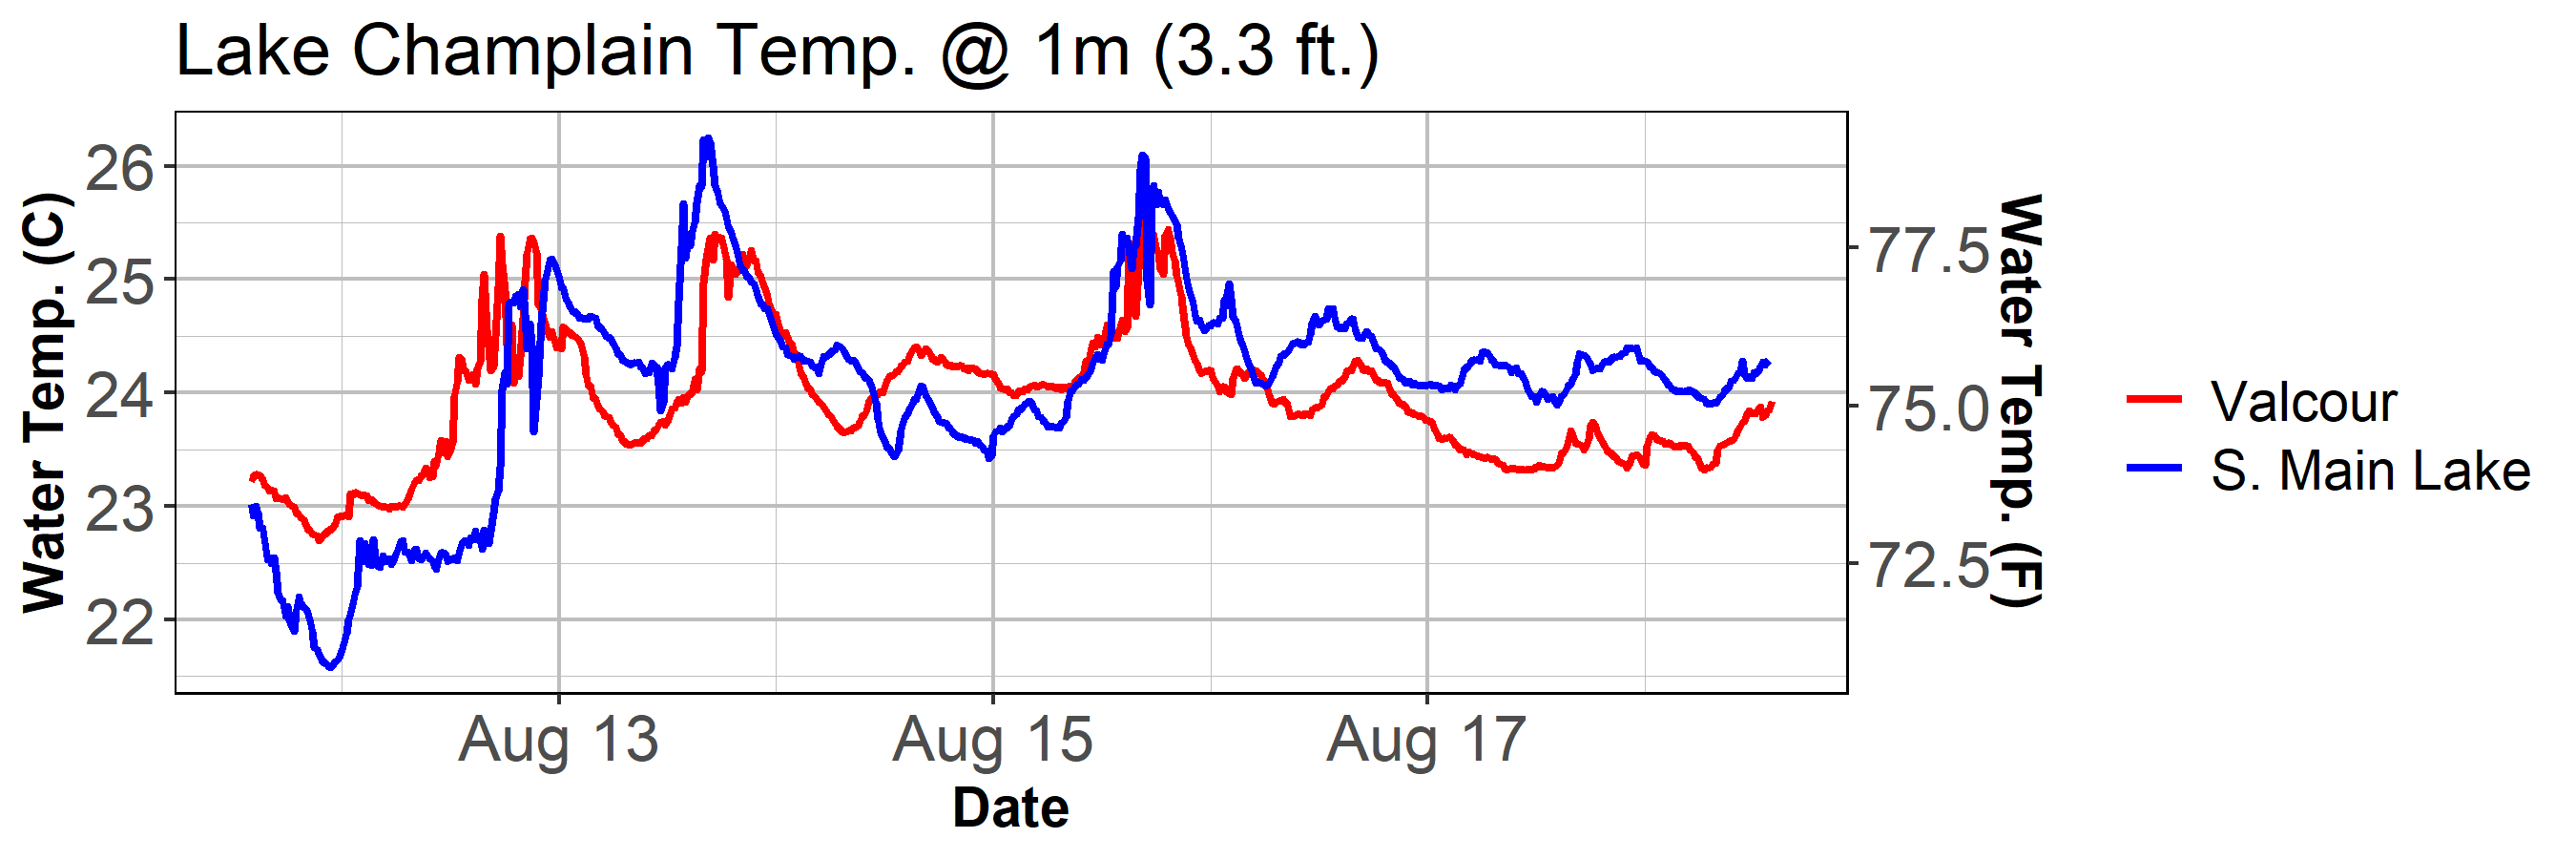 Lake Champlain Temp. @ 1m (3.3 ft.)
Water Temp. (C)
26
25
24
23
22
77.5
75.0
72.5
Water Temp. (F)
Aug 13
Aug 15
Aug 17
Date
Valcour
S. Main Lake